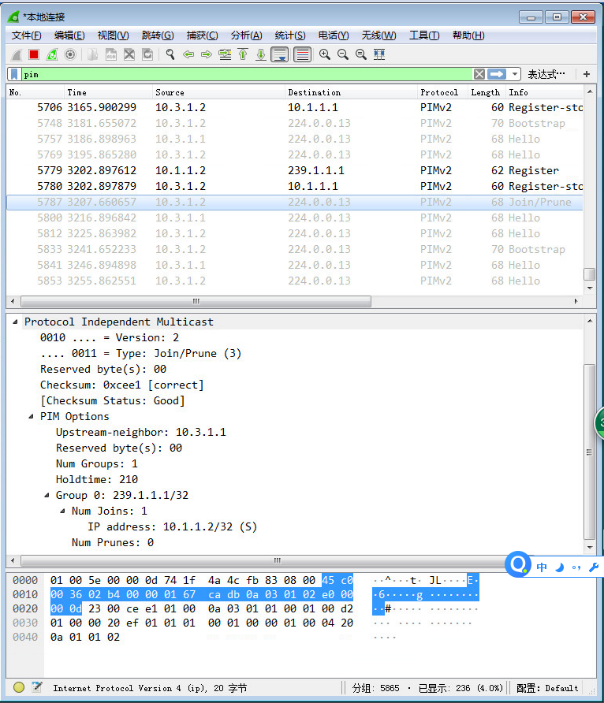 *本地连接
文件(F) 编辑(E) 视图(V) 跳转(G) 捕获(C) 分析(A) 统计(S) 电话(Y) 无线(W) 工具(T) 帮助(H)
pim 表达式…
No. Time Source Destination Protocol Length Info
5706 3165.900299 10.3.1.2 10.1.1.1 PIMv2 60 Register-sto
5748 3181.655072 10.3.1.2 224.0.0.13 PIMv2 70 Bootstrap
5757 3186.898963 10.3.1.1 224.0.0.13 PIMv2 68 Hello
5769 3195.865280 10.3.1.2 224.0.0.13 PIMv2 68 Hello
5779 3202.897612 10.1.1.2 239.1.1.1 PIMv2 62 Register
5780 3202.897879 10.3.1.2 10.1.1.1 PIMv2 60 Register-sto
5787 3207.660657 10.3.1.2 224.0.0.13 PIMv2 68 Join/Prune
5800 3216.896842 10.3.1.1 224.0.0.13 PIMv2 68 Hello
5812 3225.863982 10.3.1.2 224.0.0.13 PIMv2 68 Hello
5833 3241.652233 10.3.1.2 224.0.0.13 PIMv2 70 Bootstrap
5841 3246.894898 10.3.1.1 224.0.0.13 PIMv2 68 Hello
5853 3255.862551 10.3.1.2 224.0.0.13 PIMv2 68 Hello
Protocol Independent Multicast
0010 .... = Version: 2
.... 0011 = Type: Join/Prune (3)
Reserved byte(s): 00
Checksum: 0xcee1 [correct]
[Checksum Status: Good]
PIM Options
Upstream-neighbor: 10.3.1.1
Reserved byte(s): 00
Num Groups: 1
Holdtime: 210
Group 0: 239.1.1.1/32
Num Joins: 1
IP address: 10.1.1.2/32 (S)
Num Prunes: 0
中
0000 01 00 5e 00 00 0d 74 1f 4a 4c fb 83 08 00 45 c0 ··^···t· JL····E·
0010 00 36 02 b4 00 00 01 67 ca db 0a 03 01 02 e0 00 ·6·····g ········
0020 00 0d 23 00 ce e1 01 00 0a 03 01 01 00 01 00 d2 ··#····· ········
0030 01 00 00 20 ef 01 01 01 00 01 00 00 01 00 04 20 ··· ···· ·······
0040 0a 01 01 02 ····
Internet Protocol Version 4 (ip), 20 字节 分组: 5865 · 已显示: 236 (4.0%) 配置: Default